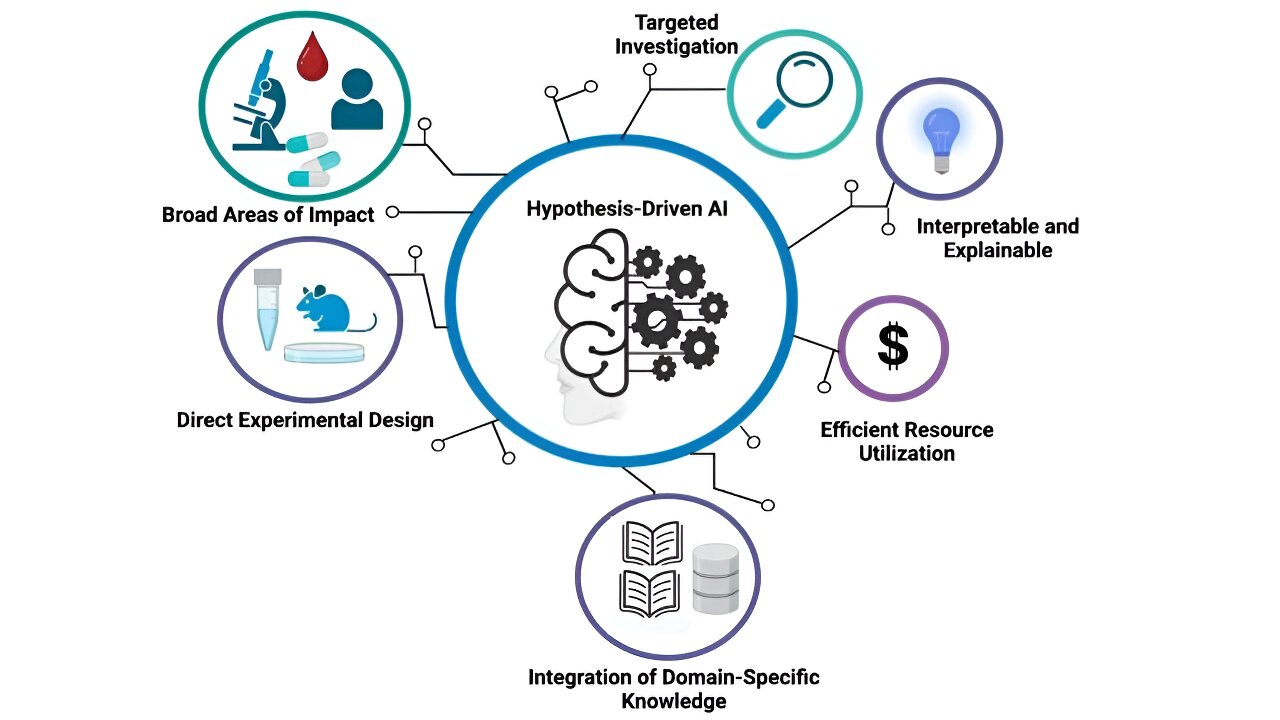 Targeted
Investigation
Broad Areas of Impact
Hypothesis-Driven AI
Interpretable and
Explainable
$
Direct Experimental Design
Efficient Resource
Utilization
Integration of Domain-Specific
Knowledge